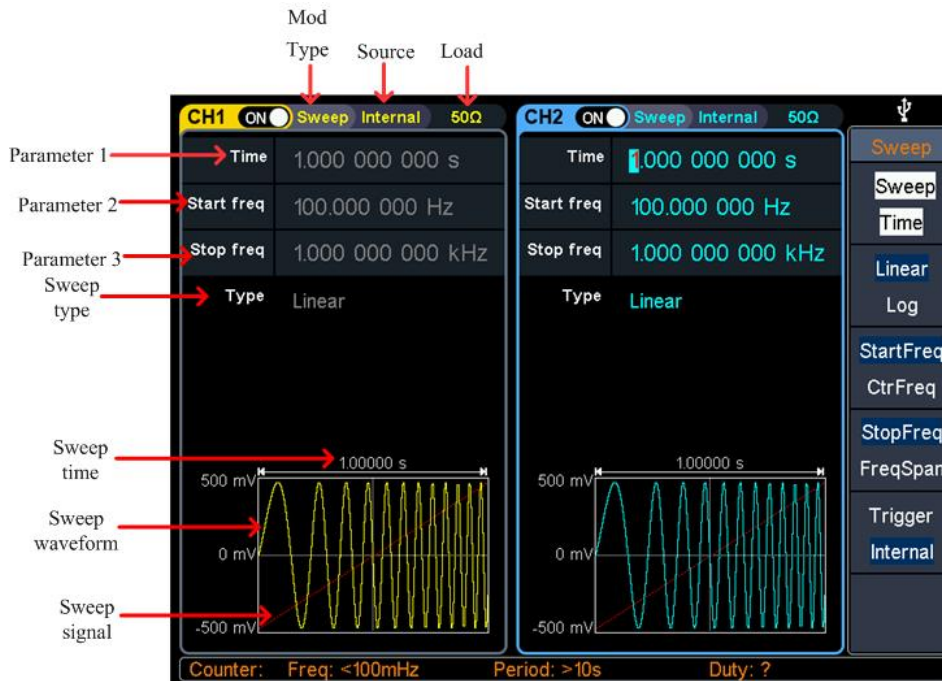 Mod
Type
Source
Load
CH1 ON Sweep Internal 50Ω
CH2 ON Sweep Internal 50Ω
Parameter 1
Time 1.000 000 000 s
Time 1.000 000 000 s
Parameter 2
Start freq 100.000 000 Hz
Start freq 100.000 000 Hz
Parameter 3
Stop freq 1.000 000 000 kHz
Stop freq 1.000 000 000 kHz
Sweep
type
Type Linear
Type Linear
Sweep
time
1.00000 s
1.00000 s
500 mV
500 mV
Sweep
waveform
0 mV
0 mV
Sweep
signal
-500 mV
-500 mV
Sweep
Sweep
Time
Linear
Log
StartFreq
CtrFreq
StopFreq
FreqSpan
Trigger
Internal
Counter: Freq: <100mHz Period: >10s Duty: ?